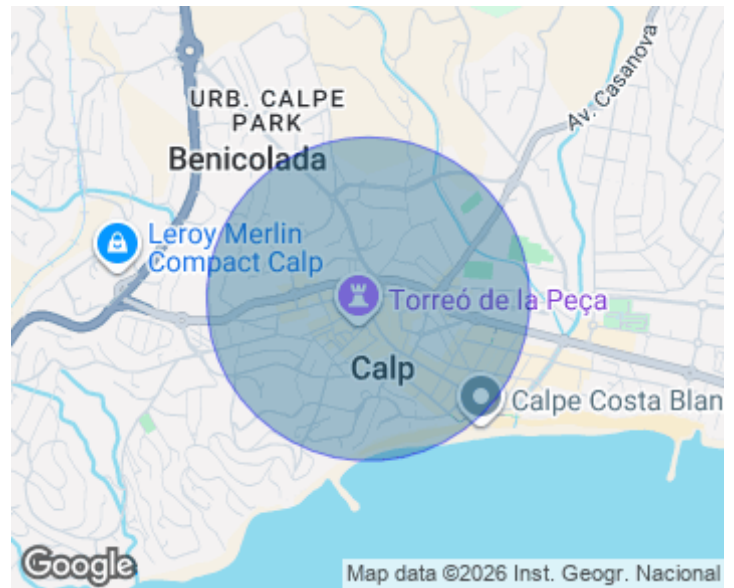 Av. Casanova
URB. CALPE
PARK
Benicolada
Leroy Merlin
Compact Calp
Torreó de la Peça
Calp
Calpe Costa Blan
Google
Map data ©2026 Inst. Geogr. Nacional